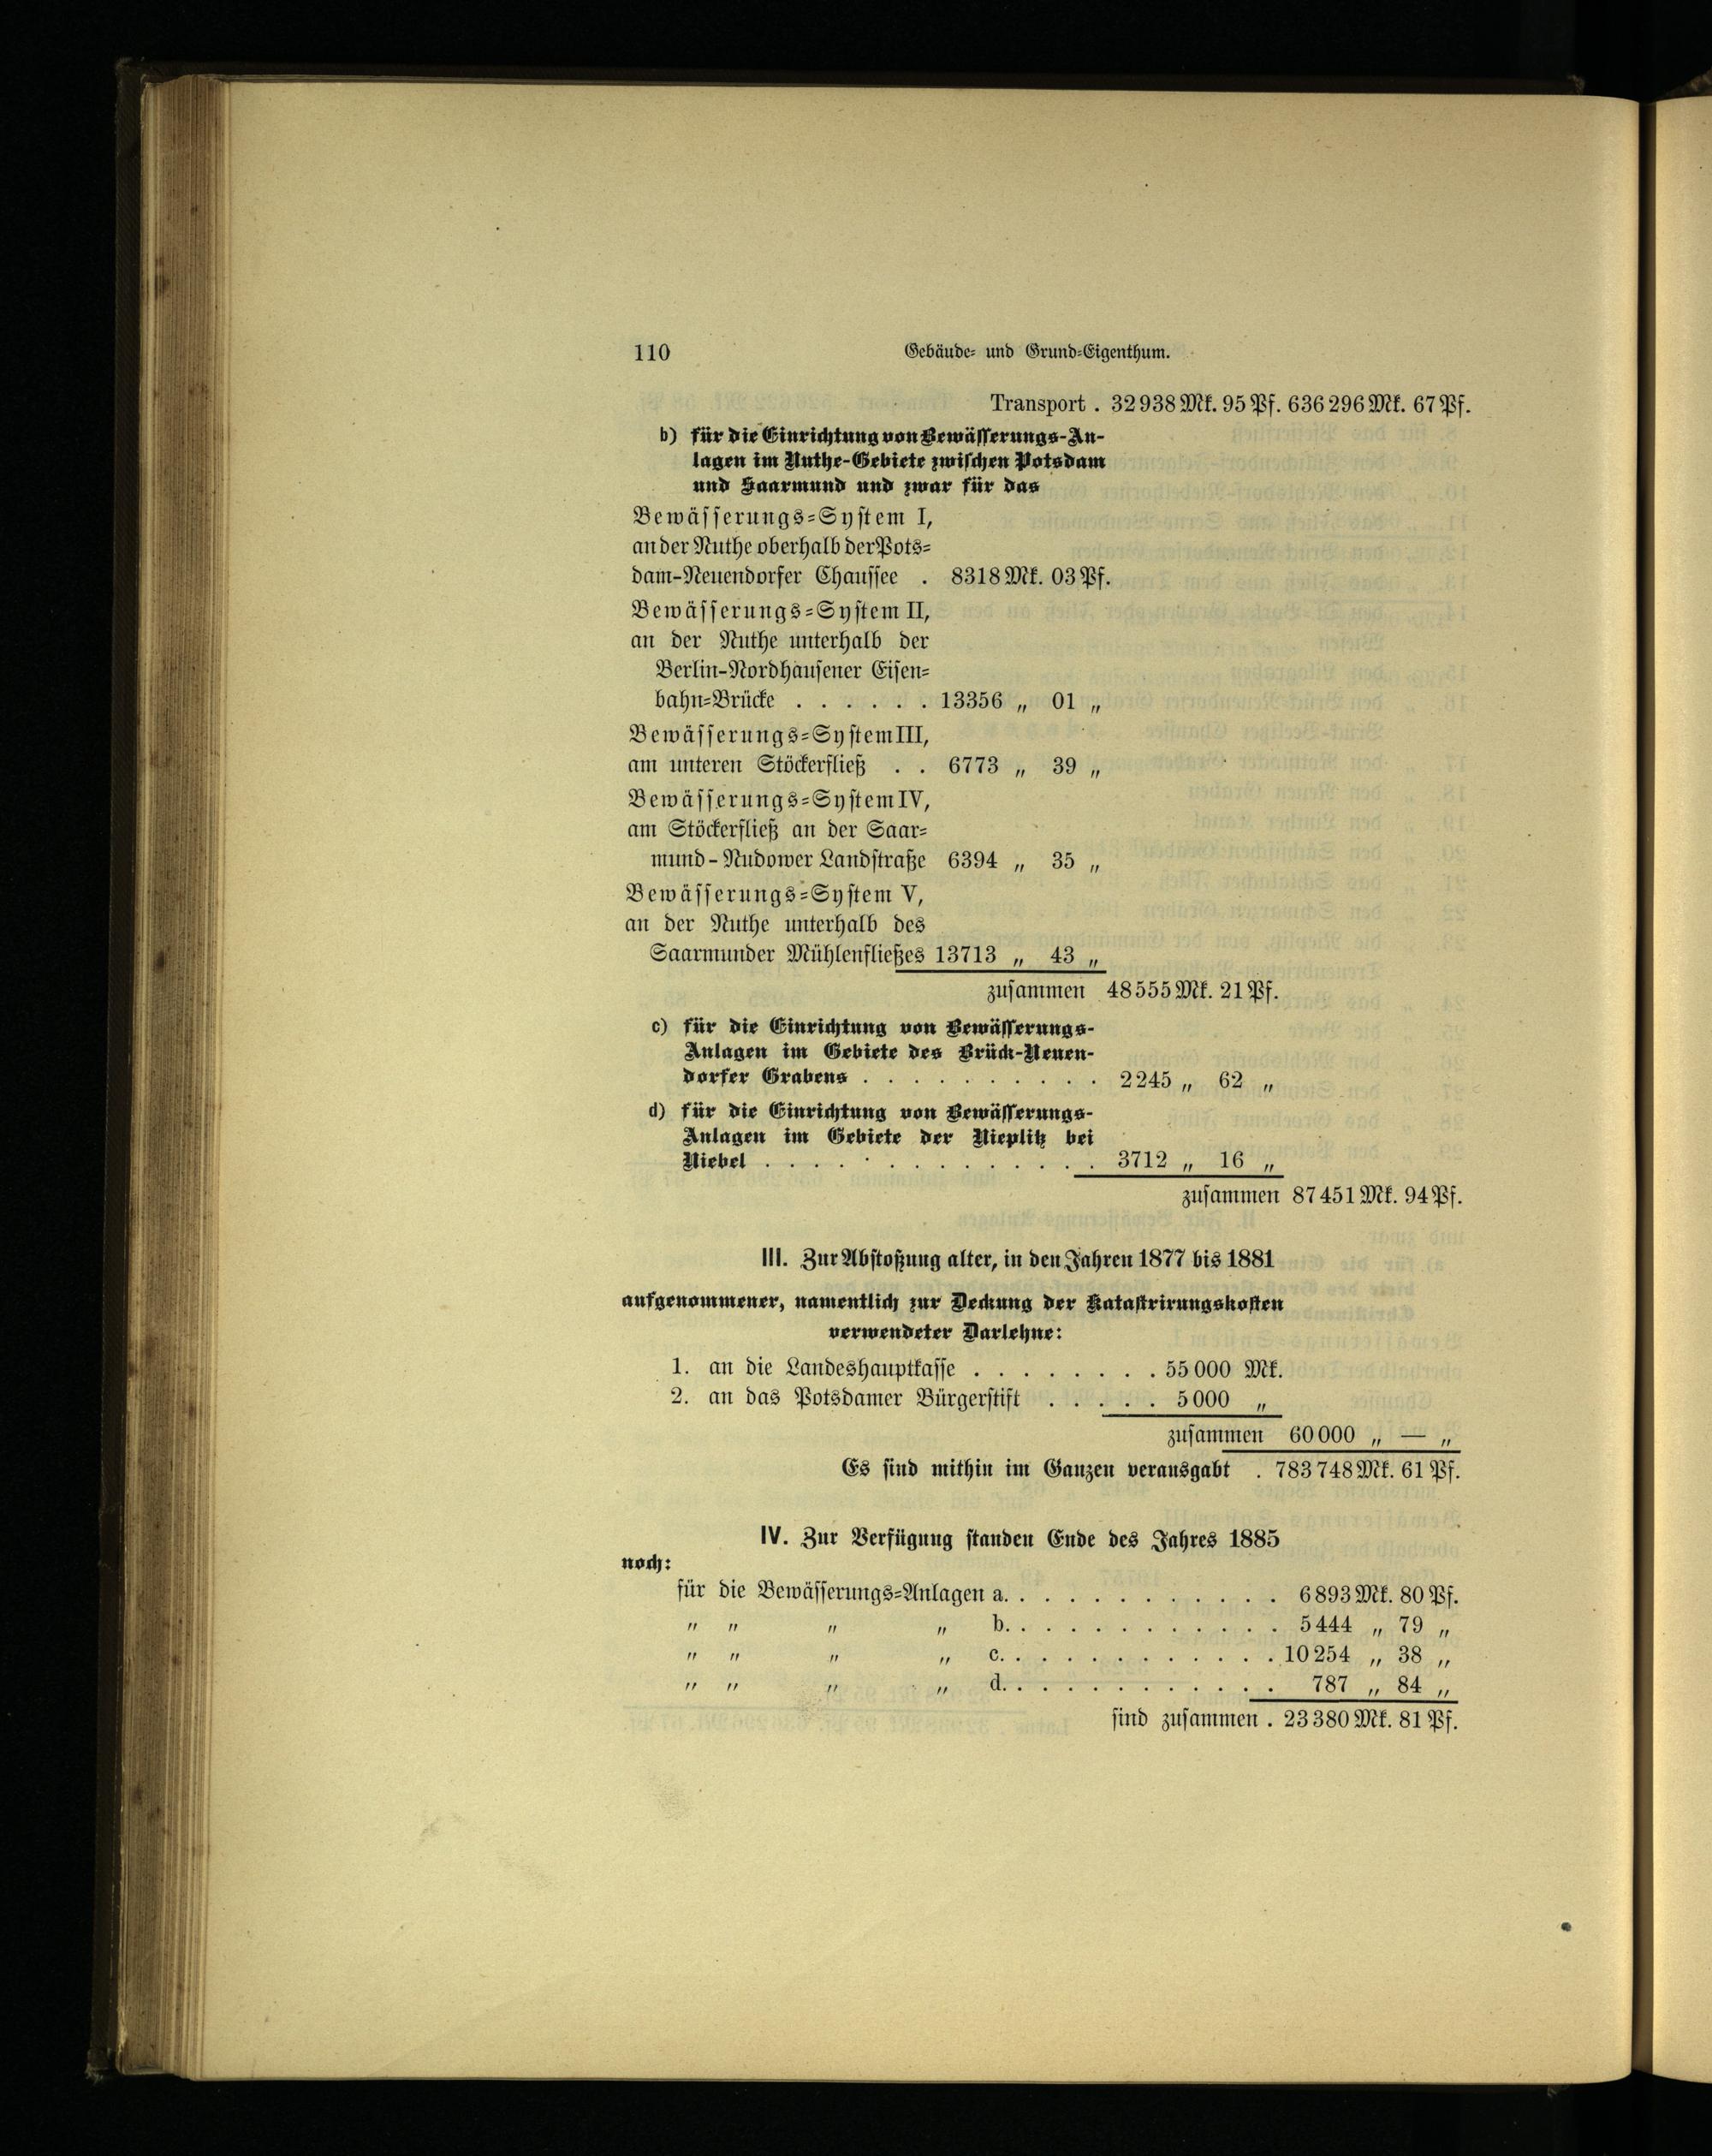 110 Gebäude- und Grund-Eigenthum.
Transport . 32938 Mk. 95 Pf. 636296 Mk. 67 Pf.
b) für die Einrichtung von Bewässerungs-An-
lagen im Nuthe-Gebiete zwischen Potsdam
und Saarmund und zwar für das
Bewässerungs-System I,
an der Nuthe oberhalb der Pots-
dam-Neuendorfer Chaussee . 8318 Mk. 03 Pf.
Bewässerungs-System II,
an der Nuthe unterhalb der
Berlin-Nordhausener Eisen-
bahn-Brücke . . . . . . 13356 „ 01 „
Bewässerungs-System III,
am unteren Stöckerfließ . . 6773 „ 39 „
Bewässerungs-System IV,
am Stöckerfließ an der Saar-
mund-Nudower Landstraße 6394 „ 35 „
Bewässerungs-System V,
an der Nuthe unterhalb des
Saarmunder Mühlenfließes 13713 „ 43 „
zusammen 48555 Mk. 21 Pf.
c) für die Einrichtung von Bewässerungs-
Anlagen im Gebiete des Brück-Neuen-
dorfer Grabens . . . . . . . . . . 2245 „ 62 „
d) für die Einrichtung von Bewässerungs-
Anlagen im Gebiete der Nieplitz bei
Niebel . . . . . . . . . . . . . . 3712 „ 16 „
zusammen 87451 Mk. 94 Pf.
III. Zur Abstoßung alter, in den Jahren 1877 bis 1881
aufgenommener, namentlich zur Deckung der Katastrirungskosten
verwendeter Darlehne:
1. an die Landeshauptkasse . . . . . . . . . 55000 Mk.
2. an das Potsdamer Bürgerstift . . . . . 5000 „
zusammen 60000 „ — „
Es sind mithin im Ganzen verausgabt . 783748 Mk. 61 Pf.
IV. Zur Verfügung standen Ende des Jahres 1885
noch:
für die Bewässerungs-Anlagen a. . . . . . . . . . . . . 6893 Mk. 80 Pf.
„ „ „ „ b. . . . . . . . . . . . . 5444 „ 79 „
„ „ „ „ c. . . . . . . . . . . . . 10254 „ 38 „
„ „ „ „ d. . . . . . . . . . . . . 787 „ 84 „
sind zusammen . 23380 Mk. 81 Pf.